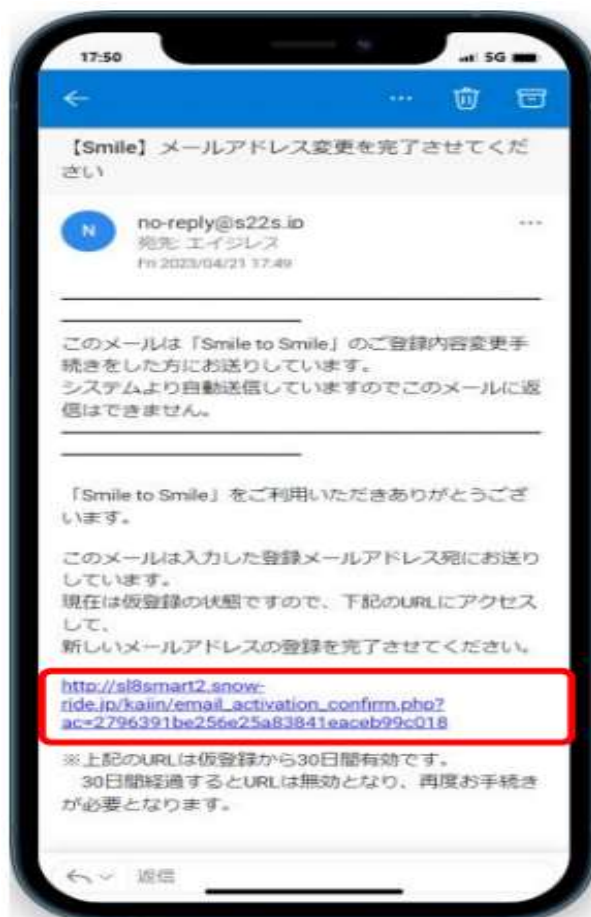 17:50
5G
【Smile】メールアドレス変更を完了させてくだ
さい
N
no-reply@s22s.jp
宛先: エイジレス
Fri 2023/04/21 17:49
このメールは「Smile to Smile」のご登録内容変更手
続きをした方にお送りしています。
システムより自動送信していますのでこのメールに返
信はできません。
「Smile to Smile」をご利用いただきありがとうござ
います。
このメールは入力した登録メールアドレス宛にお送り
しています。
現在は仮登録の状態ですので、下記のURLにアクセス
して、
新しいメールアドレスの登録を完了させてください。
http://sl8smart2.snow-
ride.jp/kaiin/email_activation_confirm.php?
ac=2796391be256e25a83841eaceb99c018
※上記のURLは仮登録から30日間有効です。
30日間経過するとURLは無効となり、再度お手続き
が必要となります。
返信